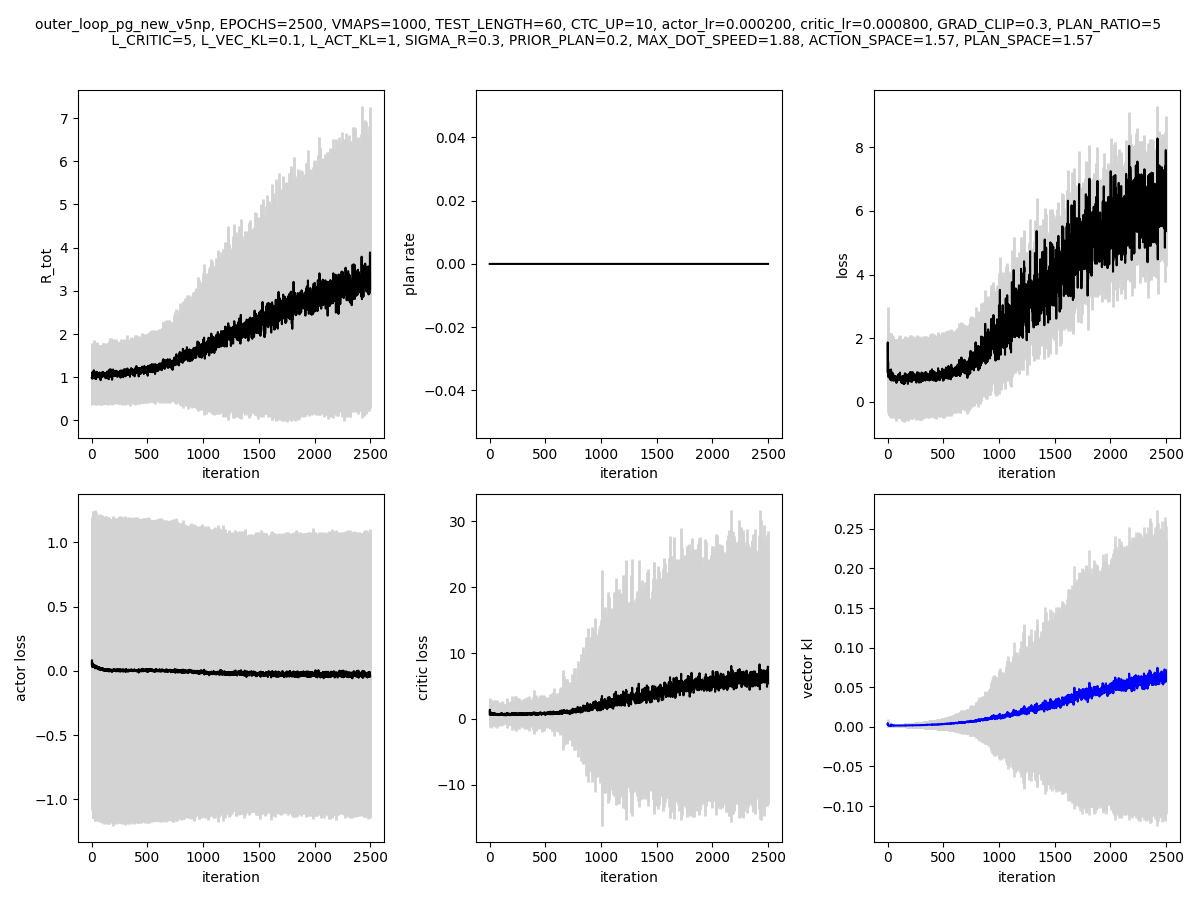 outer_loop_pg_new_v5np, EPOCHS=2500, VMAPS=1000, TEST_LENGTH=60, CTC_UP=10, actor_lr=0.000200, critic_lr=0.000800, GRAD_CLIP=0.3, PLAN_RATIO=5
L_CRITIC=5, L_VEC_KL=0.1, L_ACT_KL=1, SIGMA_R=0.3, PRIOR_PLAN=0.2, MAX_DOT_SPEED=1.88, ACTION_SPACE=1.57, PLAN_SPACE=1.57
R_tot
7
6
5
4
3
2
1
0
0 500 1000 1500 2000 2500
iteration
plan rate
0.04
0.02
0.00
−0.02
−0.04
0 500 1000 1500 2000 2500
iteration
loss
8
6
4
2
0
0 500 1000 1500 2000 2500
iteration
actor loss
1.0
0.5
0.0
−0.5
−1.0
0 500 1000 1500 2000 2500
iteration
critic loss
30
20
10
0
−10
0 500 1000 1500 2000 2500
iteration
vector kl
0.25
0.20
0.15
0.10
0.05
0.00
−0.05
−0.10
0 500 1000 1500 2000 2500
iteration